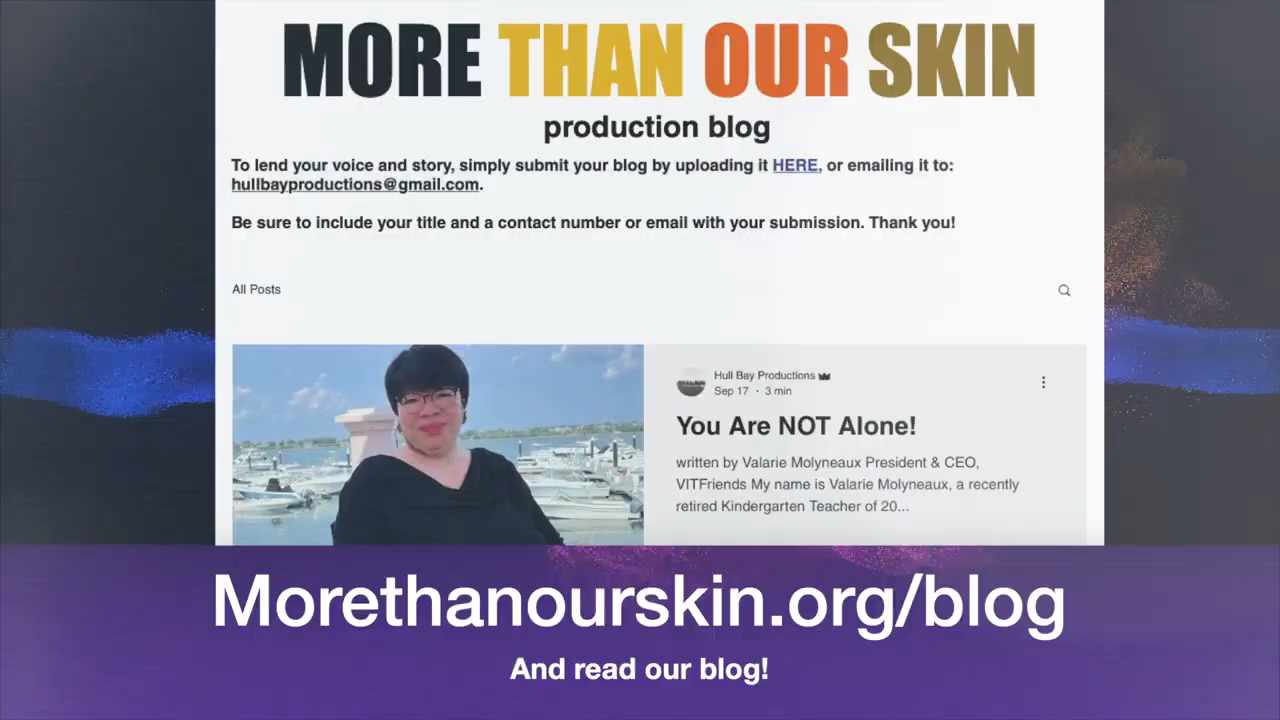 MORE THAN OUR SKIN
production blog
To lend your voice and story, simply submit your blog by uploading it HERE, or emailing it to:
hullbayproductions@gmail.com.
Be sure to include your title and a contact number or email with your submission. Thank you!
All Posts
Hull Bay Productions
Sep 17 · 3 min
You Are NOT Alone!
written by Valarie Molyneaux President & CEO,
VITFriends My name is Valarie Molyneaux, a recently
retired Kindergarten Teacher of 20...
Morethanourskin.org/blog
And read our blog!